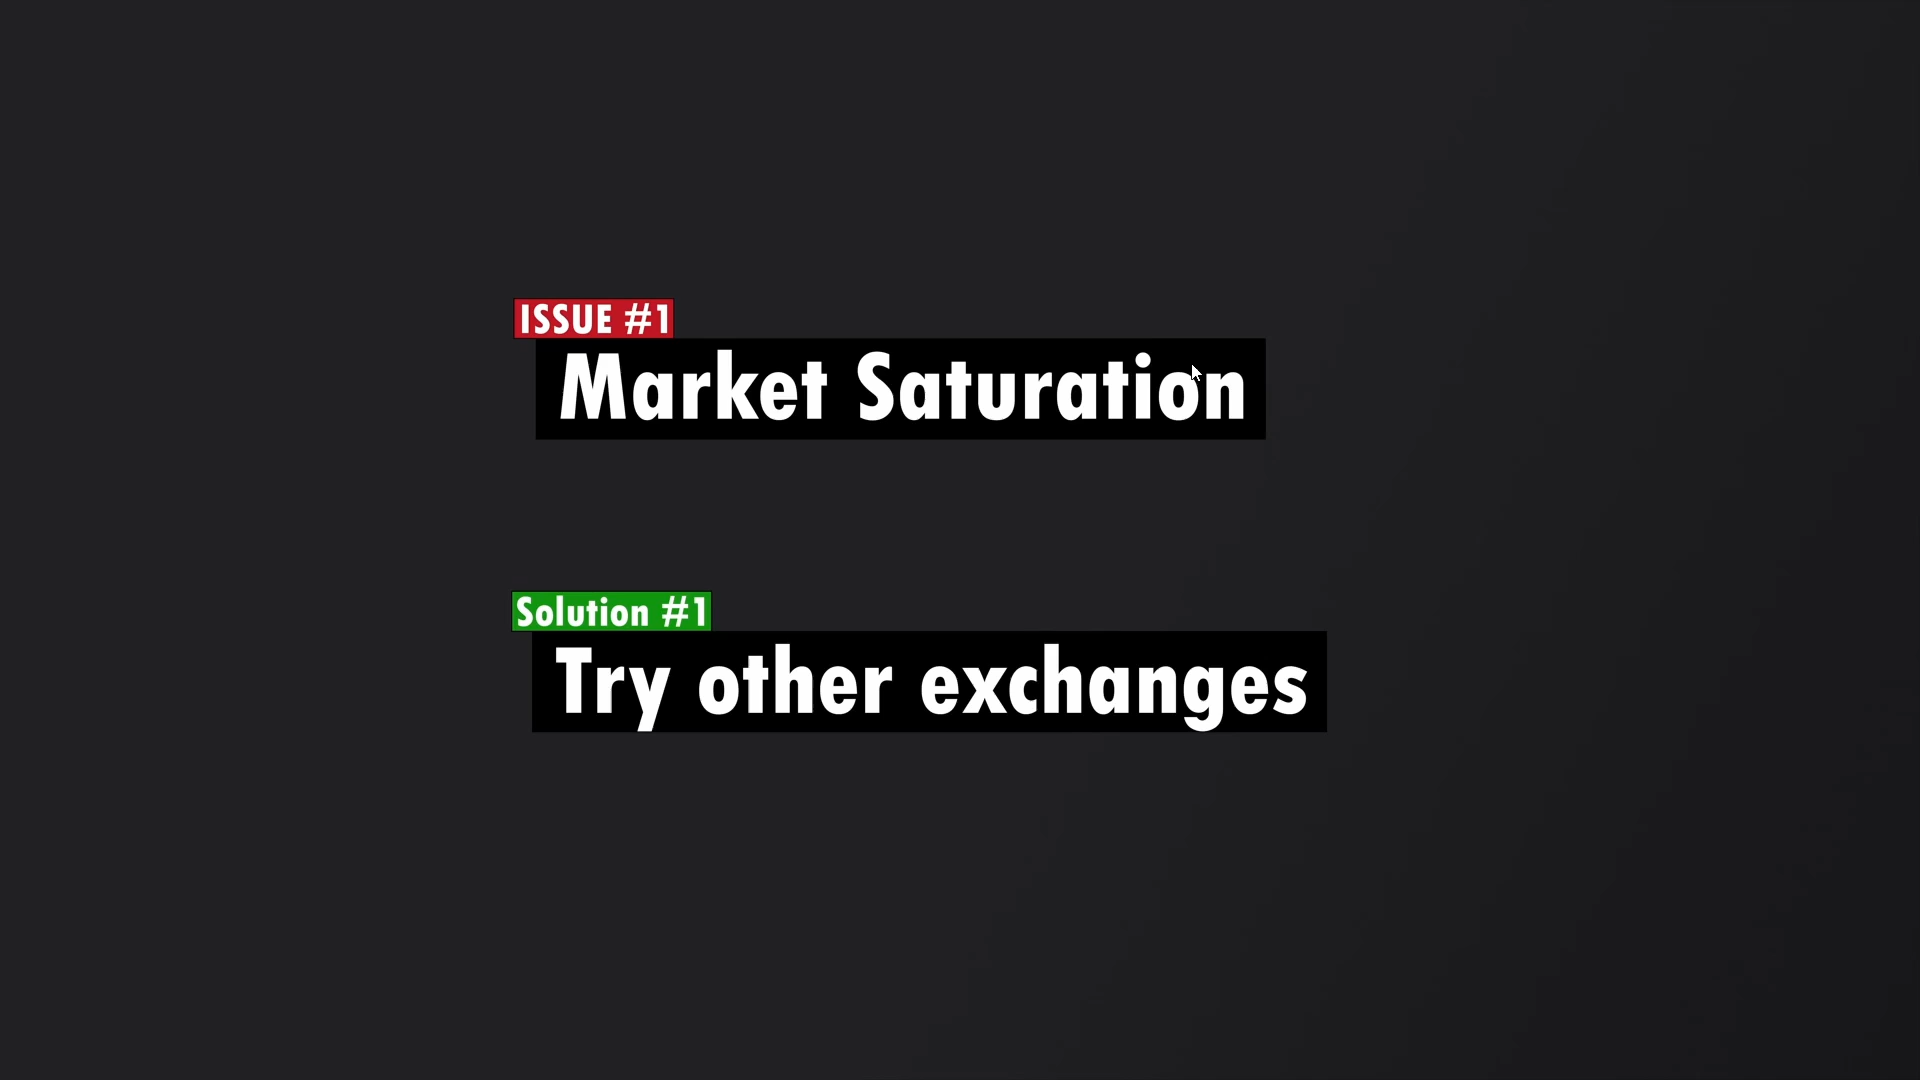 ISSUE #1
Market Saturation
Solution #1
Try other exchanges